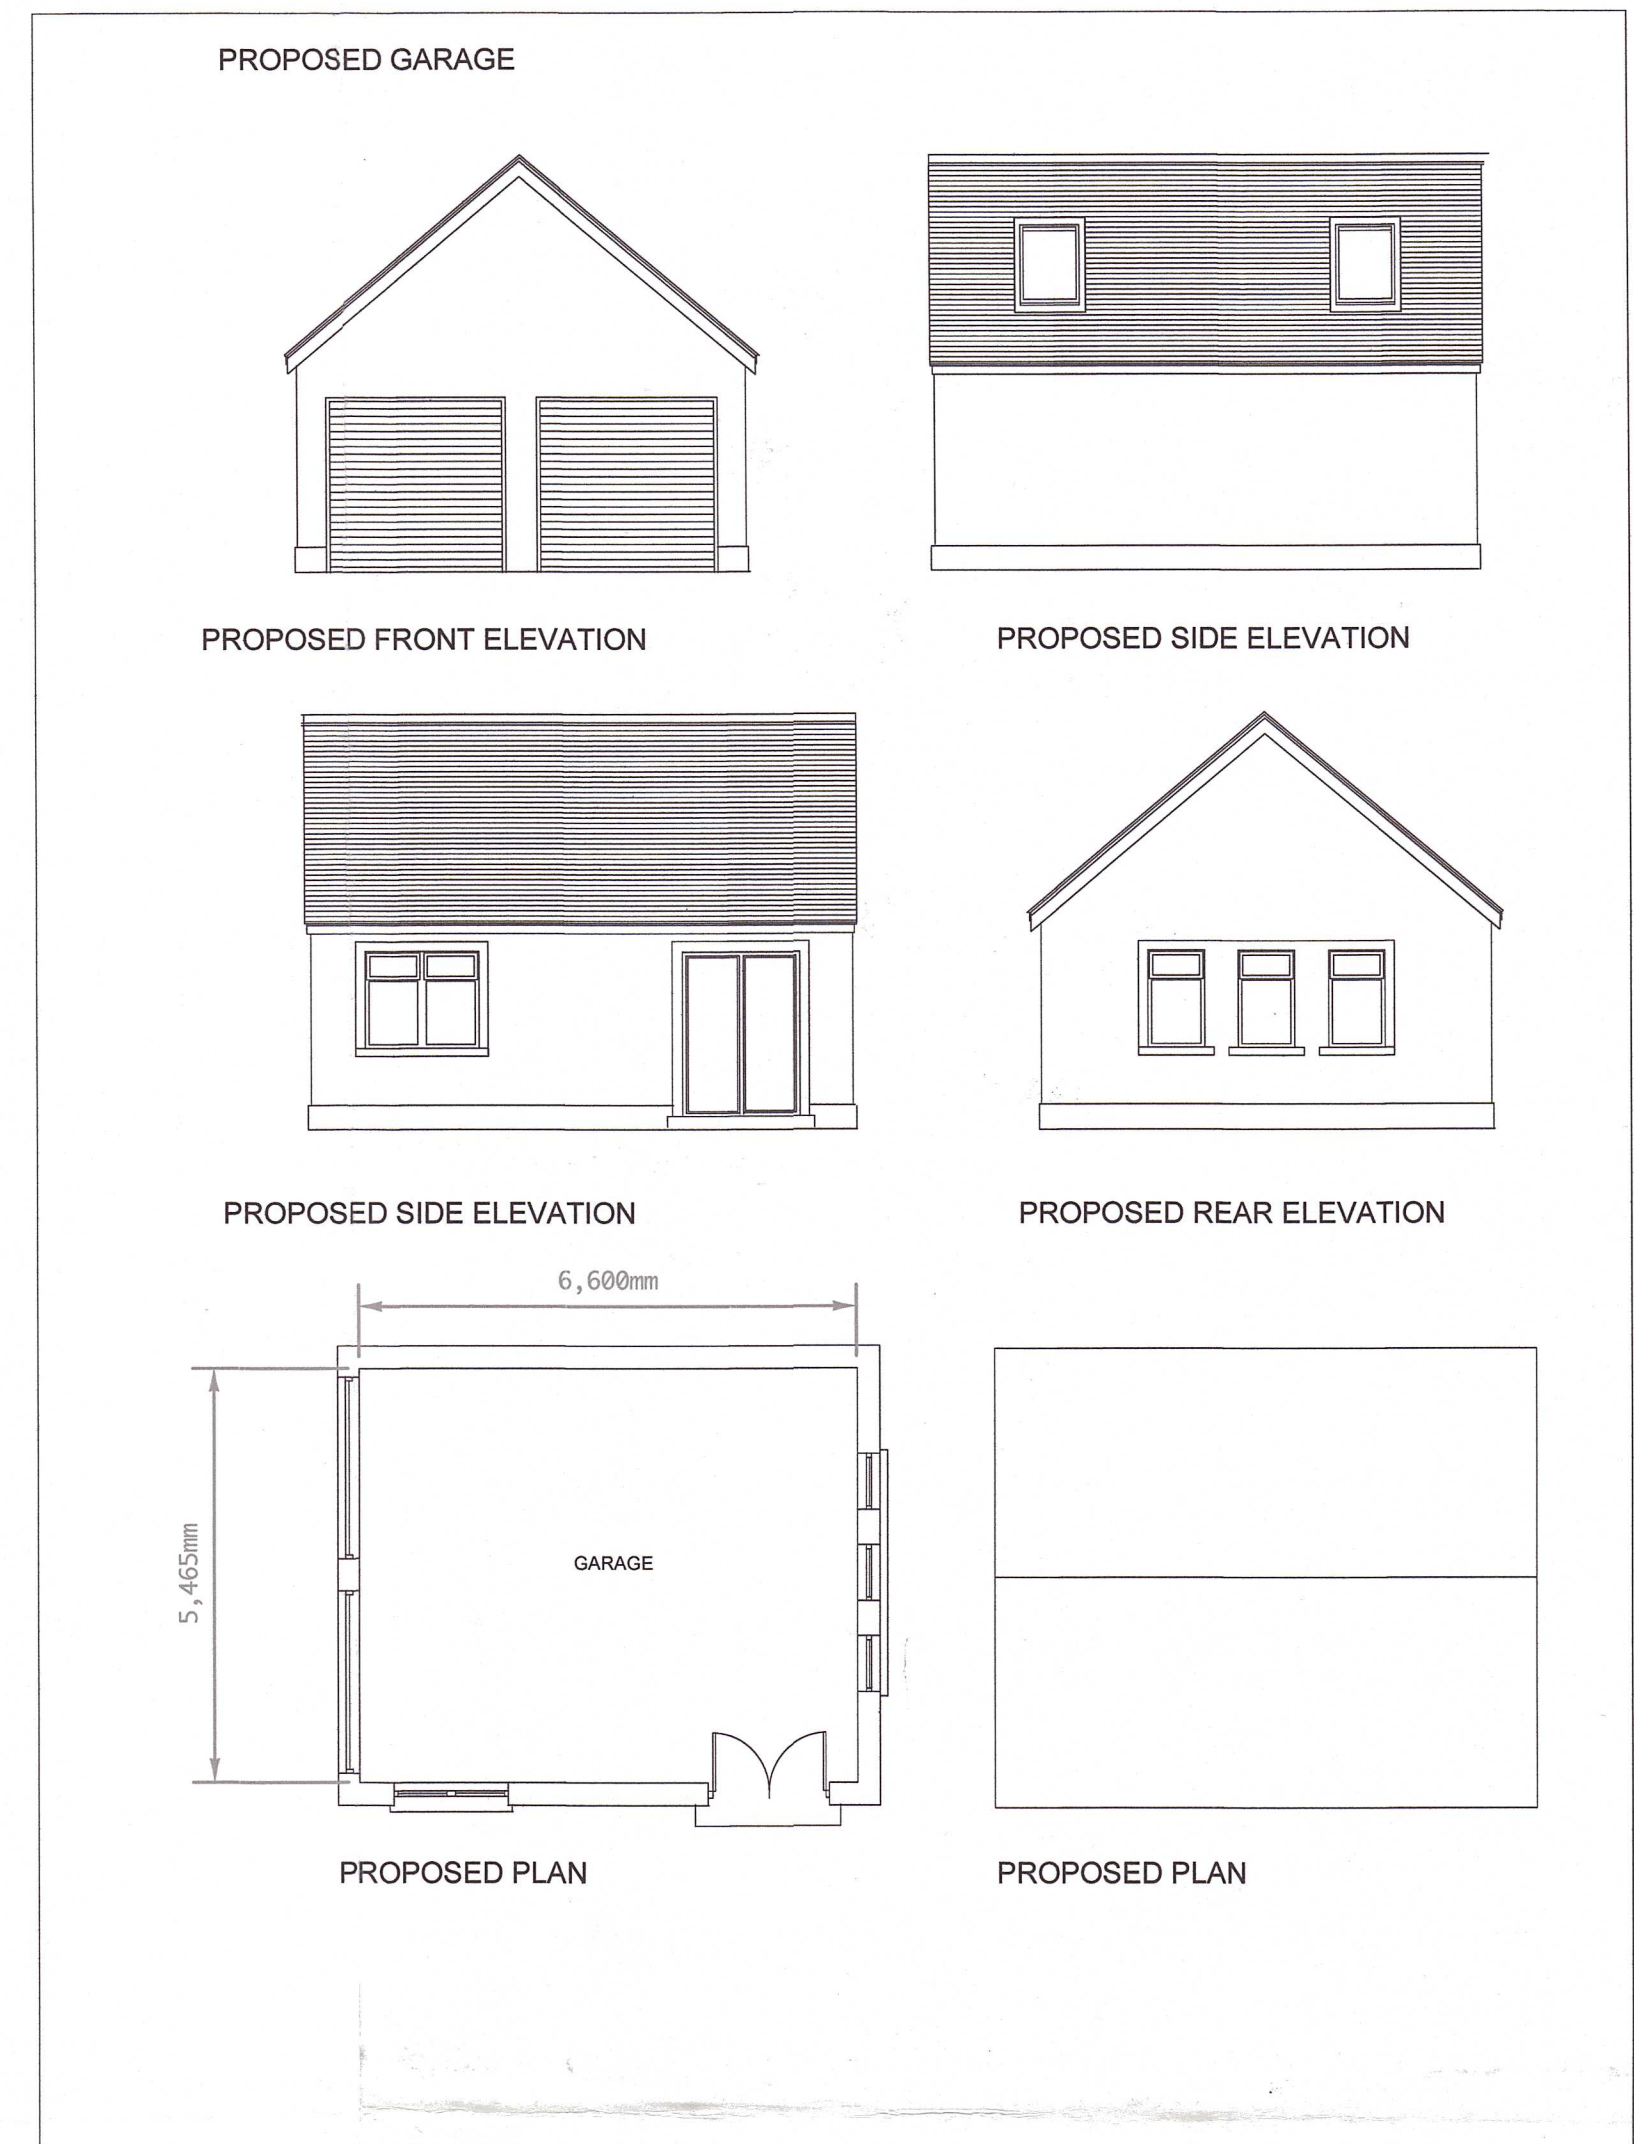 PROPOSED GARAGE
PROPOSED FRONT ELEVATION
PROPOSED SIDE ELEVATION
PROPOSED SIDE ELEVATION
PROPOSED REAR ELEVATION
6,600mm
5,465mm
GARAGE
PROPOSED PLAN
PROPOSED PLAN